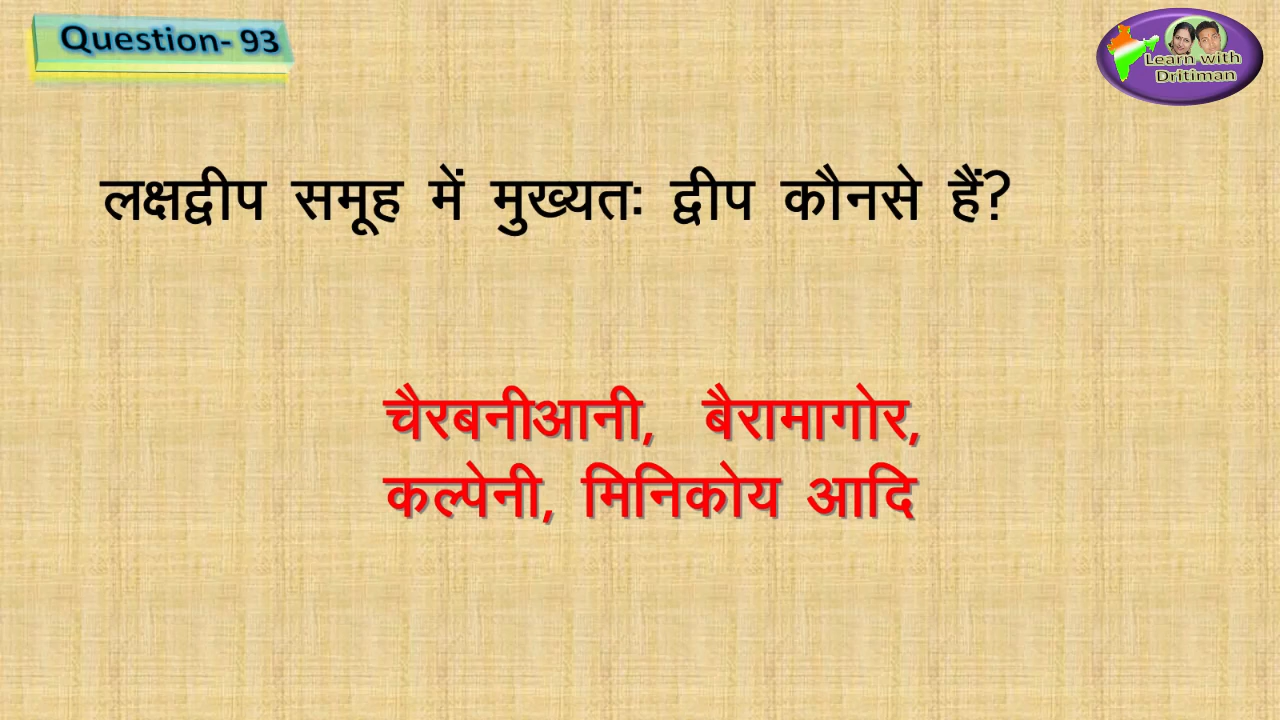 Question- 93
Learn with
Dritiman
लक्षद्वीप समूह में मुख्यतः द्वीप कौनसे हैं?
चैरबनीआनी, बैरामागोर,
कल्पेनी, मिनिकोय आदि